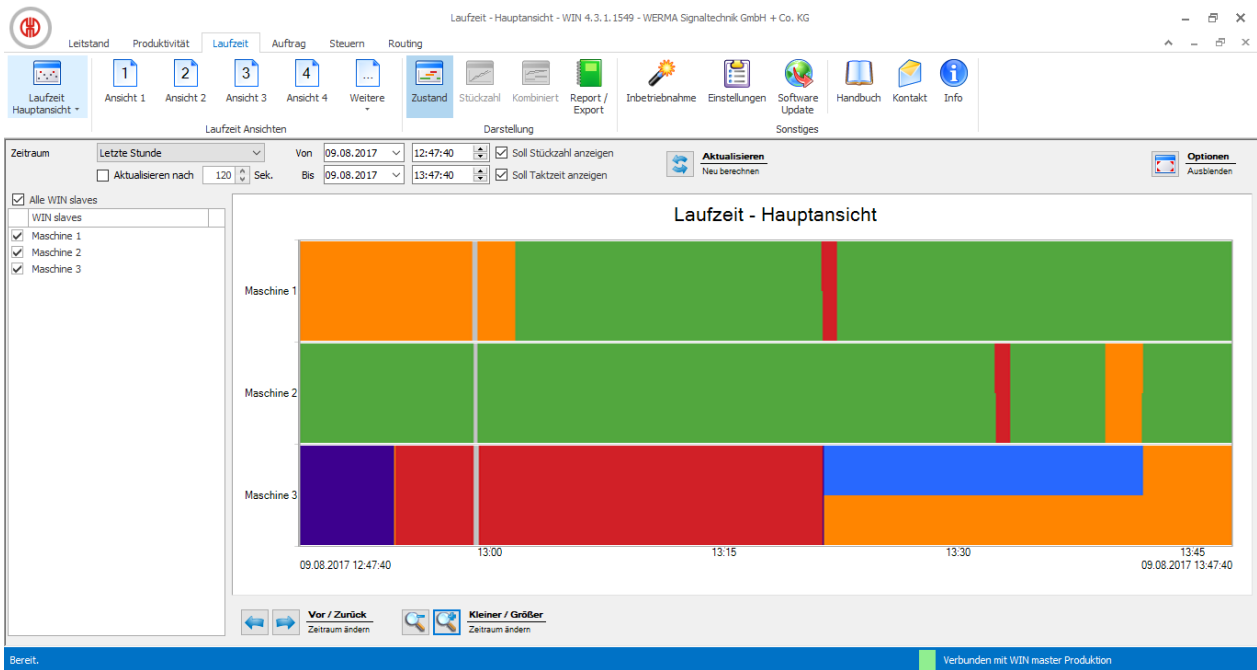 Laufzeit - Hauptansicht - WIN 4.3.1.1549 - WERMA Signaltechnik GmbH + Co. KG
Leitstand Produktivität Laufzeit Auftrag Steuern Routing
1 2 3 4 ...
Laufzeit Hauptansicht Ansicht 1 Ansicht 2 Ansicht 3 Ansicht 4 Weitere Zustand Stückzahl Kombiniert Report / Export Inbetriebnahme Einstellungen Software Update Handbuch Kontakt Info
Laufzeit Ansichten Darstellung Sonstiges
Zeitraum Letzte Stunde Von 09.08.2017 12:47:40 Soll Stückzahl anzeigen Aktualisieren Optionen
Aktualisieren nach 120 Sek. Bis 09.08.2017 13:47:40 Soll Taktzeit anzeigen Neu berechnen Ausblenden
Alle WIN slaves
WIN slaves
Maschine 1
Maschine 2
Maschine 3
Laufzeit - Hauptansicht
Maschine 1
Maschine 2
Maschine 3
13:00 13:15 13:30 13:45
09.08.2017 12:47:40 09.08.2017 13:47:40
Vor / Zurück Kleiner / Größer
Zeitraum ändern Zeitraum ändern
Bereit. Verbunden mit WIN master Produktion